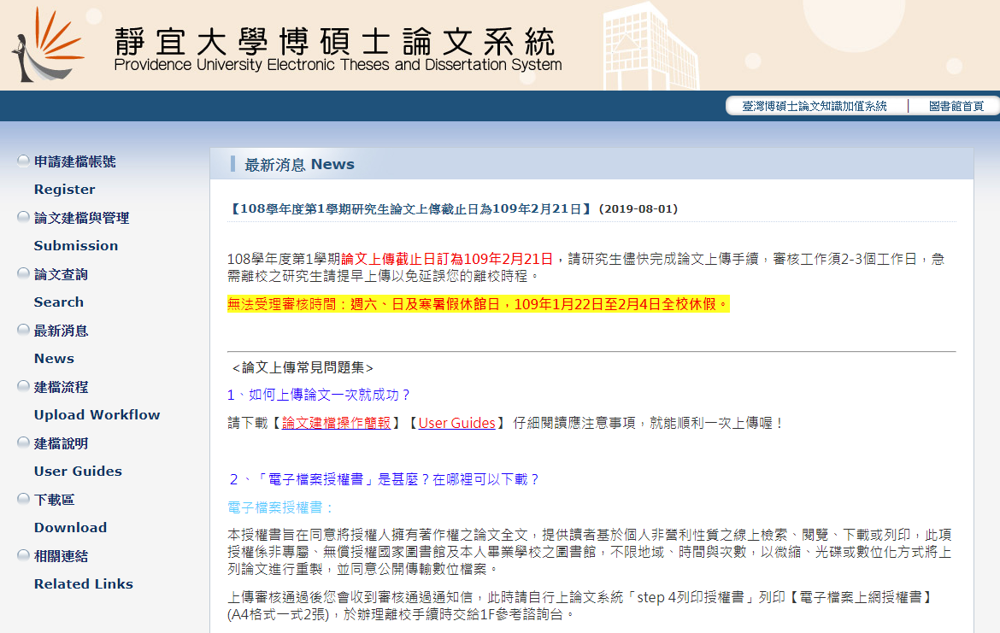 靜宜大學博碩士論文系統
Providence University Electronic Theses and Dissertation System
臺灣博碩士論文知識加值系統 | 圖書館首頁
申請建檔帳號
Register
論文建檔與管理
Submission
論文查詢
Search
最新消息
News
建檔流程
Upload Workflow
建檔說明
User Guides
下載區
Download
相關連結
Related Links
最新消息 News
【108學年度第1學期研究生論文上傳截止日為109年2月21日】 (2019-08-01)
108學年度第1學期論文上傳截止日訂為109年2月21日，請研究生儘快完成論文上傳手續，審核工作須2-3個工作日，急
需離校之研究生請提早上傳以免延誤您的離校時程。
無法受理審核時間：週六、日及寒暑假休館日，109年1月22日至2月4日全校休假。
<論文上傳常見問題集>
1、如何上傳論文一次就成功？
請下載【論文建檔操作簡報】【User Guides】 仔細閱讀應注意事項，就能順利一次上傳喔！
２、「電子檔案授權書」是甚麼？在哪裡可以下載？
電子檔案授權書：
本授權書旨在同意將授權人擁有著作權之論文全文，提供讀者基於個人非營利性質之線上檢索、閱覽、下載或列印，此項
授權係非專屬、無償授權國家圖書館及本人畢業學校之圖書館，不限地域、時間與次數，以微縮、光碟或數位化方式將上
列論文進行重製，並同意公開傳輸數位檔案。
上傳審核通過後您會收到審核通過通知信，此時請自行上論文系統「step 4列印授權書」列印【電子檔案上網授權書】
(A4格式一式2張)，於辦理離校手續時交給1F參考諮詢台。